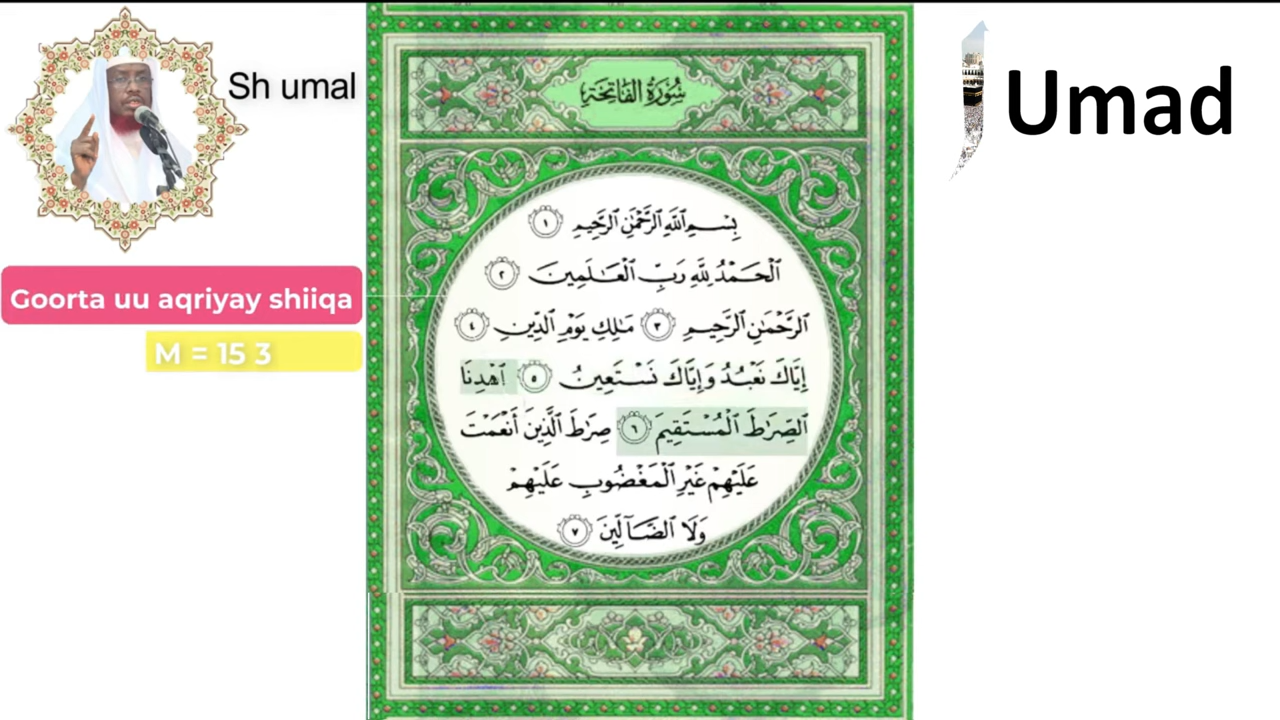 Sh umal
Umad
Goorta uu aqriyay shiiqa
M = 15 3
سُورَةُ الفَاتِحَةِ
بِسْمِ ٱللَّهِ ٱلرَّحْمَٰنِ ٱلرَّحِيمِ ١
ٱلْحَمْدُ لِلَّهِ رَبِّ ٱلْعَٰلَمِينَ ٢
ٱلرَّحْمَٰنِ ٱلرَّحِيمِ ٣ مَٰلِكِ يَوْمِ ٱلدِّينِ ٤
إِيَّاكَ نَعْبُدُ وَإِيَّاكَ نَسْتَعِينُ ٥ ٱهْدِنَا
ٱلصِّرَٰطَ ٱلْمُسْتَقِيمَ ٦ صِرَٰطَ ٱلَّذِينَ أَنْعَمْتَ
عَلَيْهِمْ غَيْرِ ٱلْمَغْضُوبِ عَلَيْهِمْ
وَلَا ٱلضَّآلِّينَ ٧